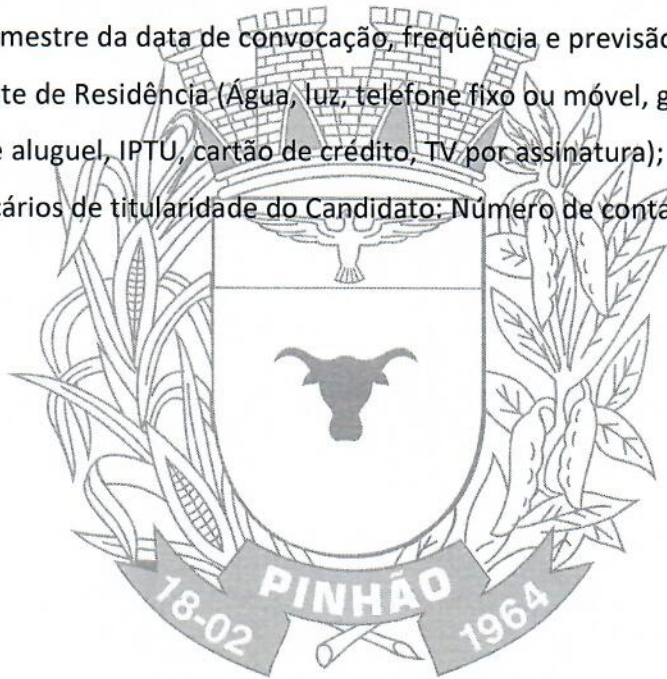 mestre da data de convocação, freqüência e previsão
te de Residência (Água, luz, telefone fixo ou móvel, g
aluguel, IPTU, cartão de crédito, TV por assinatura);
cários de titularidade do Candidato: Número de conta
18-02 PINHÃO 1964